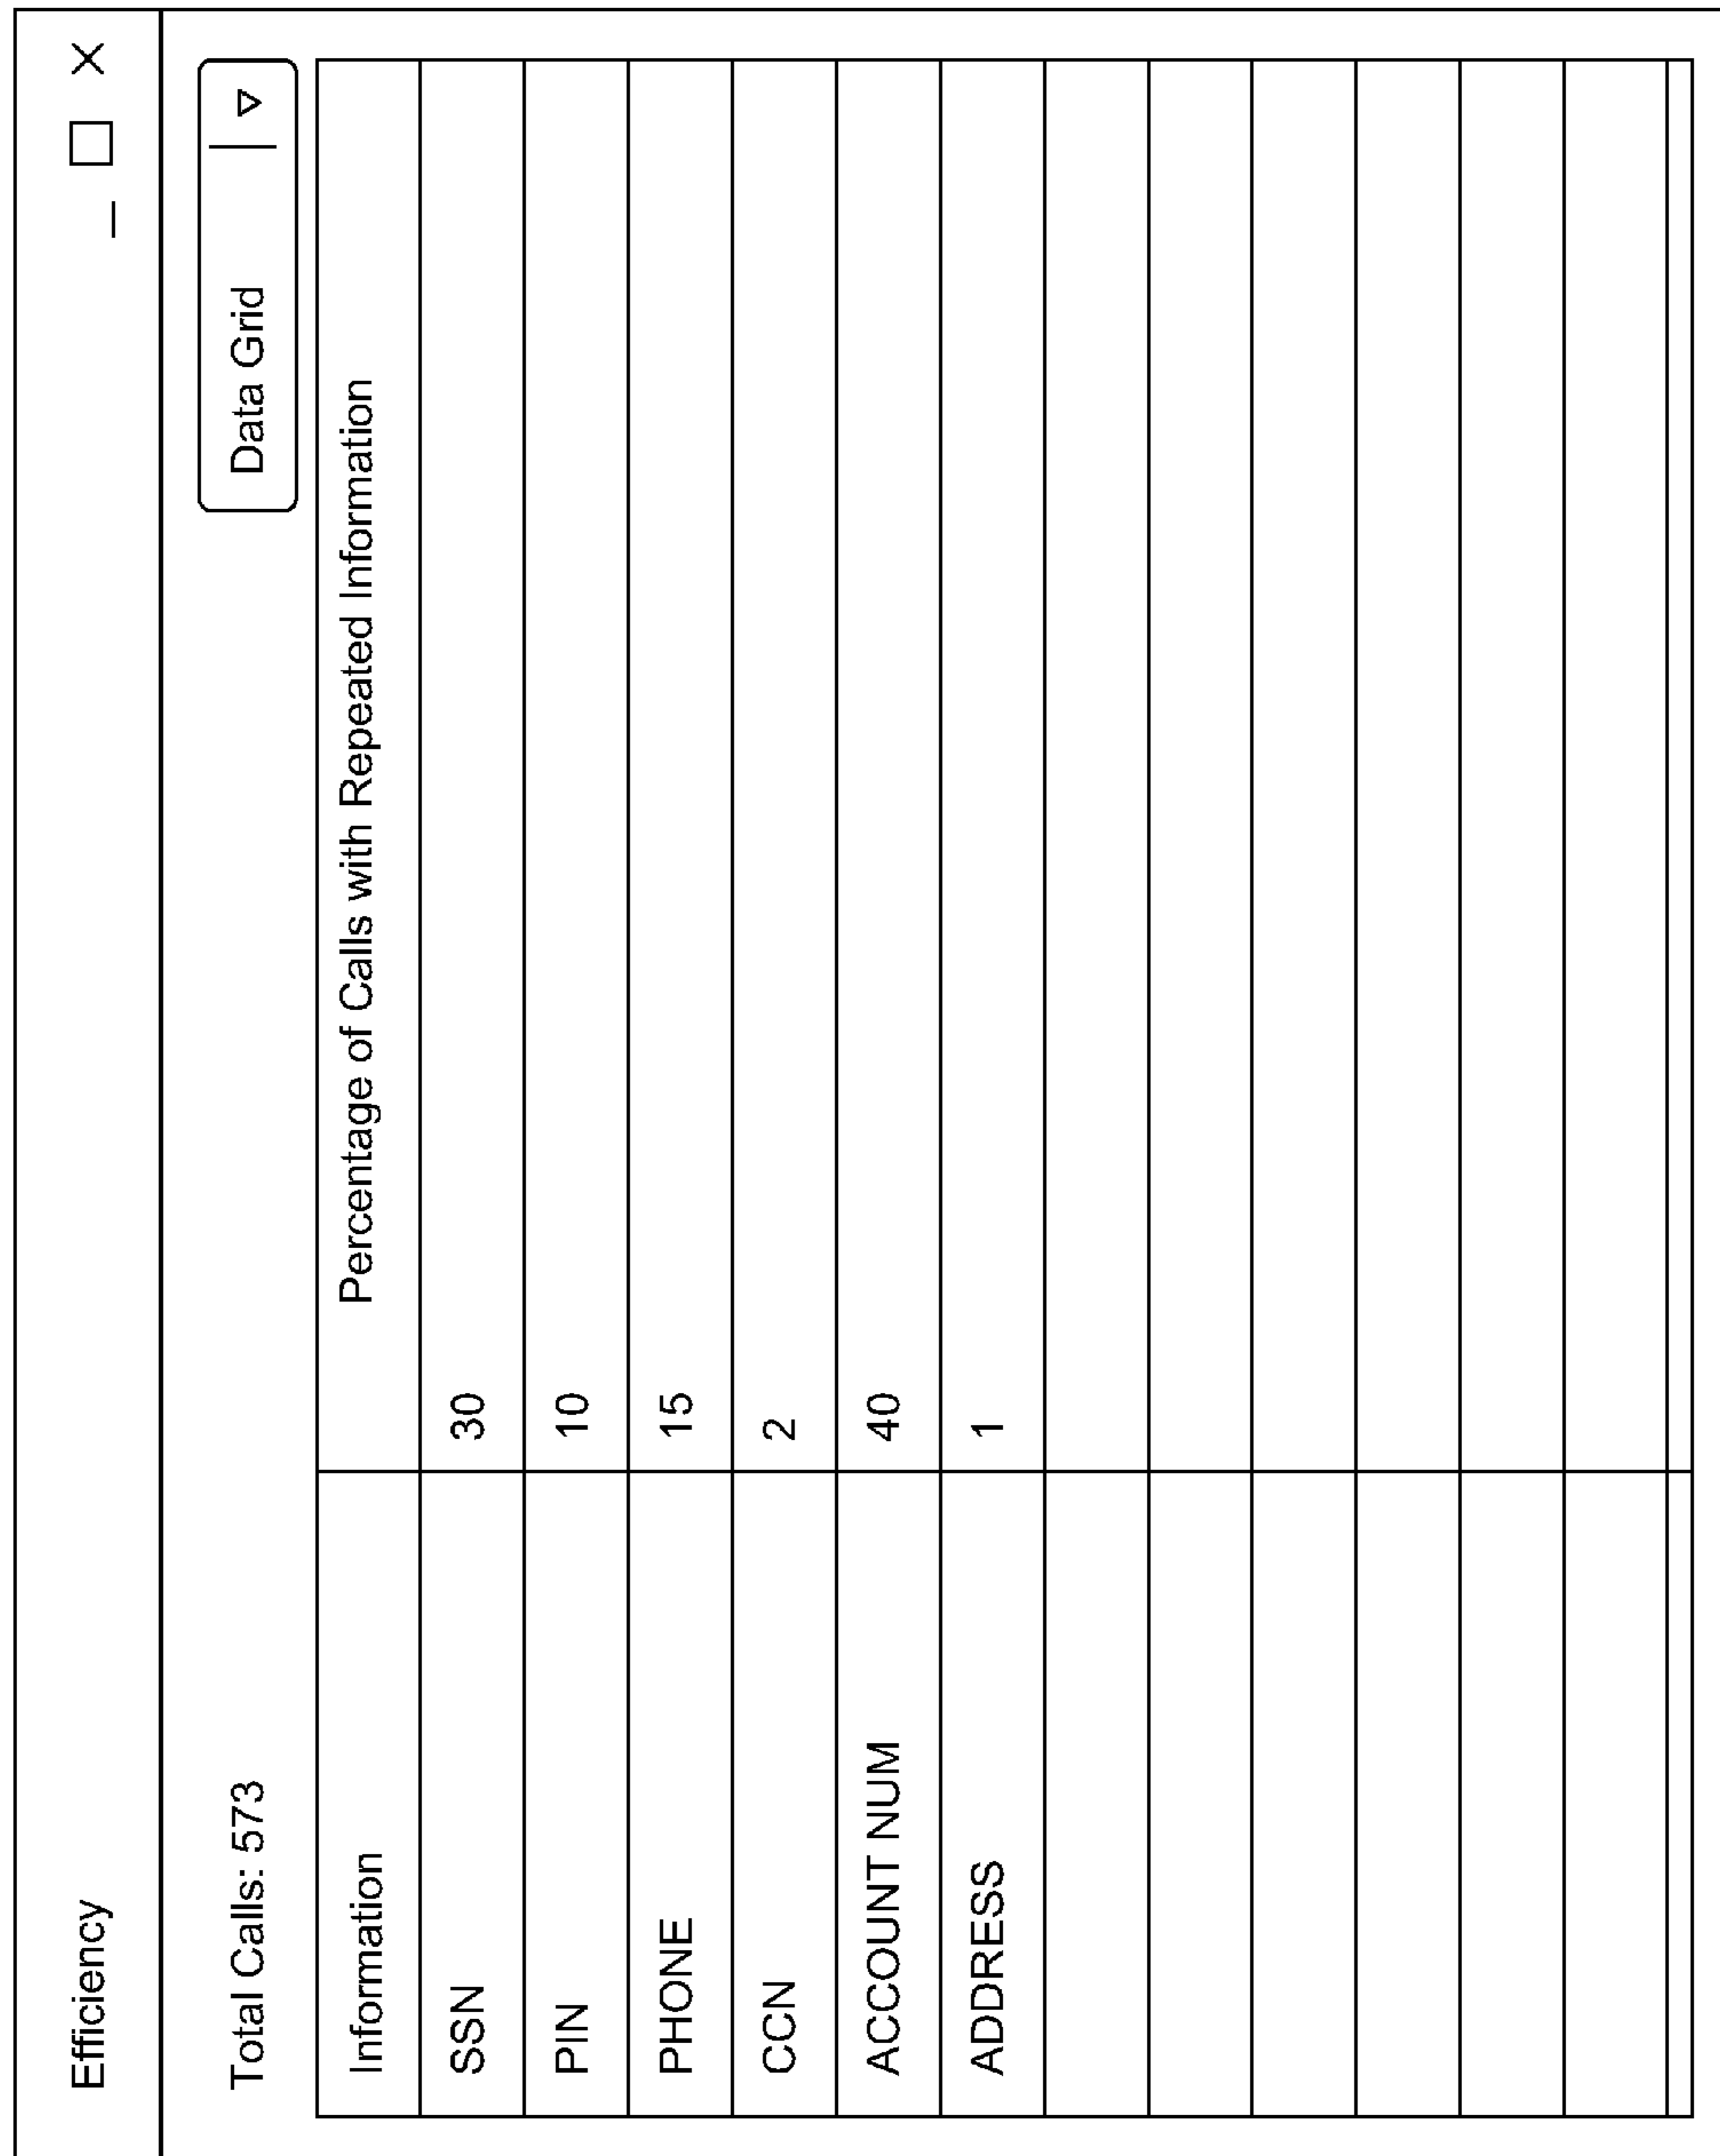 Efficiency
Total Calls: 573
Data Grid
Information Percentage of Calls with Repeated Information
SSN 30
PIN 10
PHONE 15
CCN 2
ACCOUNT NUM 40
ADDRESS 1